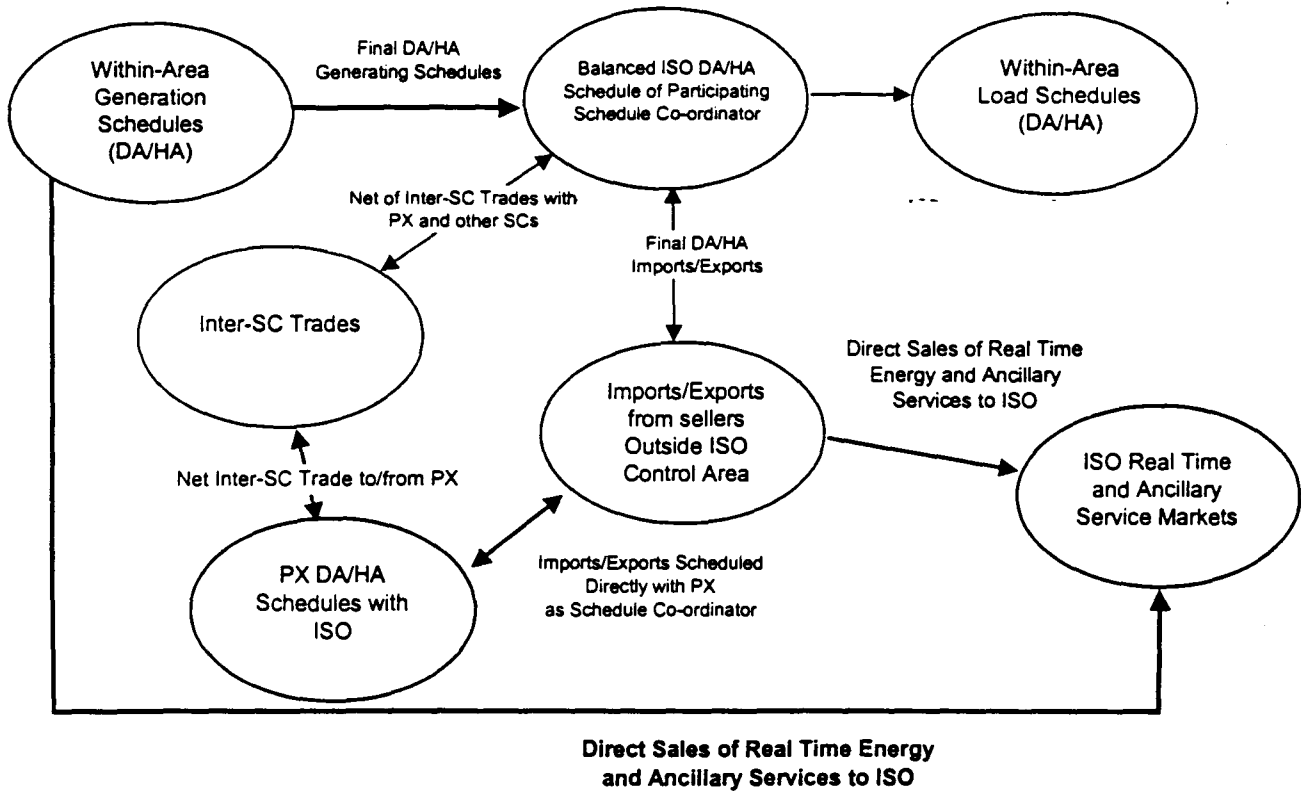 Within-Area
Generation
Schedules
(DA/HA)
Final DA/HA
Generating Schedules
Balanced ISO DA/HA
Schedule of Participating
Schedule Co-ordinator
Within-Area
Load Schedules
(DA/HA)
Net of Inter-SC Trades with
PX and other SCs
Final DA/HA
Imports/Exports
Inter-SC Trades
Imports/Exports
from sellers
Outside ISO
Control Area
Direct Sales of Real Time
Energy and Ancillary
Services to ISO
Net Inter-SC Trade to/from PX
ISO Real Time
and Ancillary
Service Markets
PX DA/HA
Schedules with
ISO
Imports/Exports Scheduled
Directly with PX
as Schedule Co-ordinator
Direct Sales of Real Time Energy
and Ancillary Services to ISO